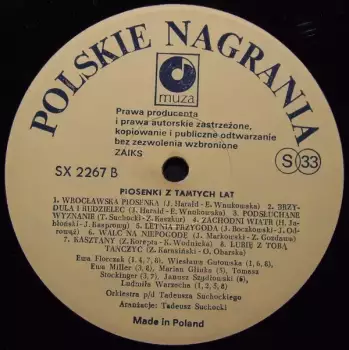 POLSKIE NAGRANIA
muza
Prawa producenta
i prawa autorskie zastrzeżone,
kopiowanie i publiczne odtwarzanie
bez zezwolenia wzbronione
ZAIKS
S 33
SX 2267 B
PIOSENKI Z TAMTYCH LAT
1. WROCŁAWSKA PIOSENKA (J. Harald - E. Wnukowska) 2. BRZY-
DULA I RUDZIELEC (J. Harald - E. Wnukowska) 3. PODSŁUCHANE
WYZNANIE (T. Suchocki - Z. Kaszkur) 4. ZACHODNI WIATR (H. Ja-
błoński - J. Kasprowy) 5. LETNIA PRZYGODA (J. Boczkowski - J. Od-
rowąż) 6. WALC NA NIEPOGODĘ (J. Markowski - Z. Gozdawa)
7. KASZTANY (Z. Korepta - K. Wodnicka) 8. LUBIĘ Z TOBĄ
TAŃCZYĆ (Z. Karasiński - O. Obarska)
Ewa Florczak (1, 4, 7, 8), Wiesława Gutowska (1, 6, 8),
Ewa Miller (3, 6), Marian Glinka (5), Tomasz
Stockinger (3, 7), Janusz Szydłowski (6),
Ludmiła Warzecha (1, 2, 5, 8)
Orkiestra p/d Tadeusza Suchockiego
Aranżacje: Tadeusz Suchocki
Made in Poland